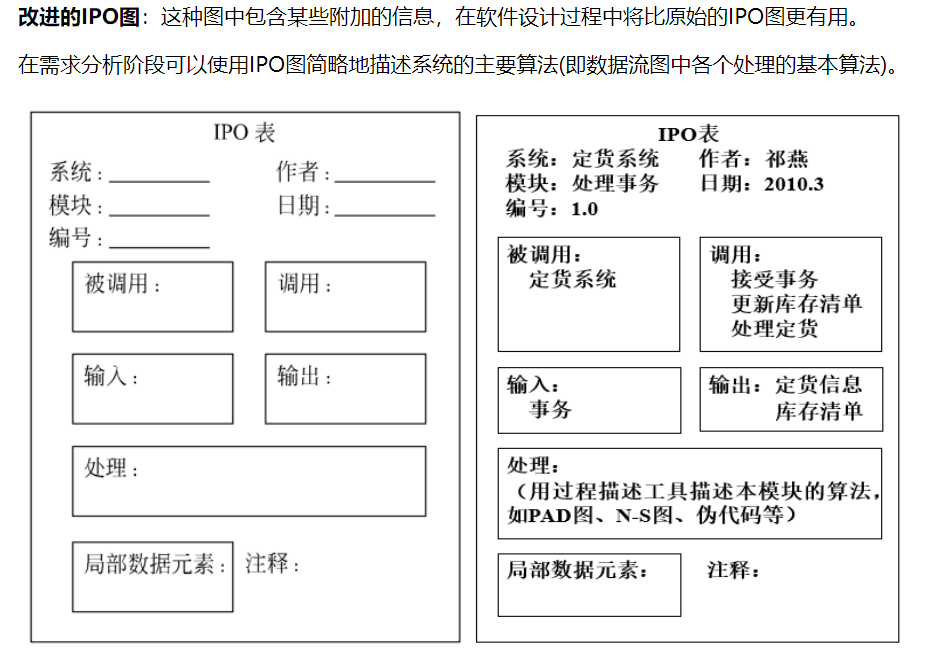 改进的IPO图：这种图中包含某些附加的信息，在软件设计过程中将比原始的IPO图更有用。
在需求分析阶段可以使用IPO图简略地描述系统的主要算法(即数据流图中各个处理的基本算法)。
IPO 表
系统： 作者：
模块： 日期：
编号：
被调用： 调用：
输入： 输出：
处理：
局部数据元素： 注释：
IPO表
系统：定货系统 作者：祁燕
模块：处理事务 日期：2010.3
编号：1.0
被调用：
定货系统
调用：
接受事务
更新库存清单
处理定货
输入：
事务
输出：定货信息
库存清单
处理：
（用过程描述工具描述本模块的算法，
如PAD图、N-S图、伪代码等）
局部数据元素： 注释：